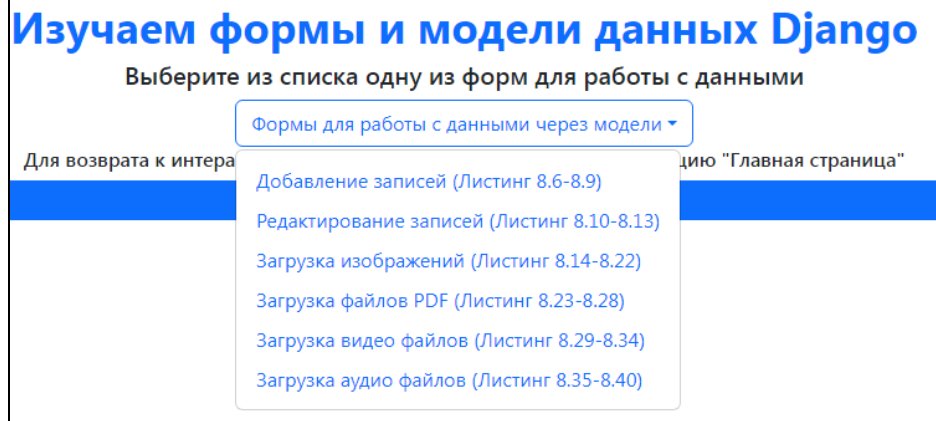 Изучаем формы и модели данных Django
Выберите из списка одну из форм для работы с данными
Формы для работы с данными через модели
Для возврата к "Главная страница"
Добавление записей (Листинг 8.6-8.9)
Редактирование записей (Листинг 8.10-8.13)
Загрузка изображений (Листинг 8.14-8.22)
Загрузка файлов PDF (Листинг 8.23-8.28)
Загрузка видео файлов (Листинг 8.29-8.34)
Загрузка аудио файлов (Листинг 8.35-8.40)